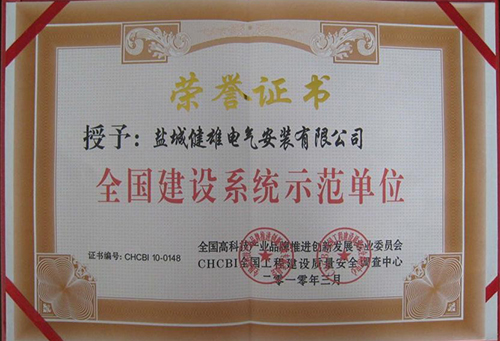 荣誉证书
授予：盐城健雄电气安装有限公司
全国建设系统示范单位
全国高科技产业品牌推进创新发展专业委员会
证书编号：CHCBI 10-0148
CHCBI全国工程建设质量安全调查中心
二零一零年三月